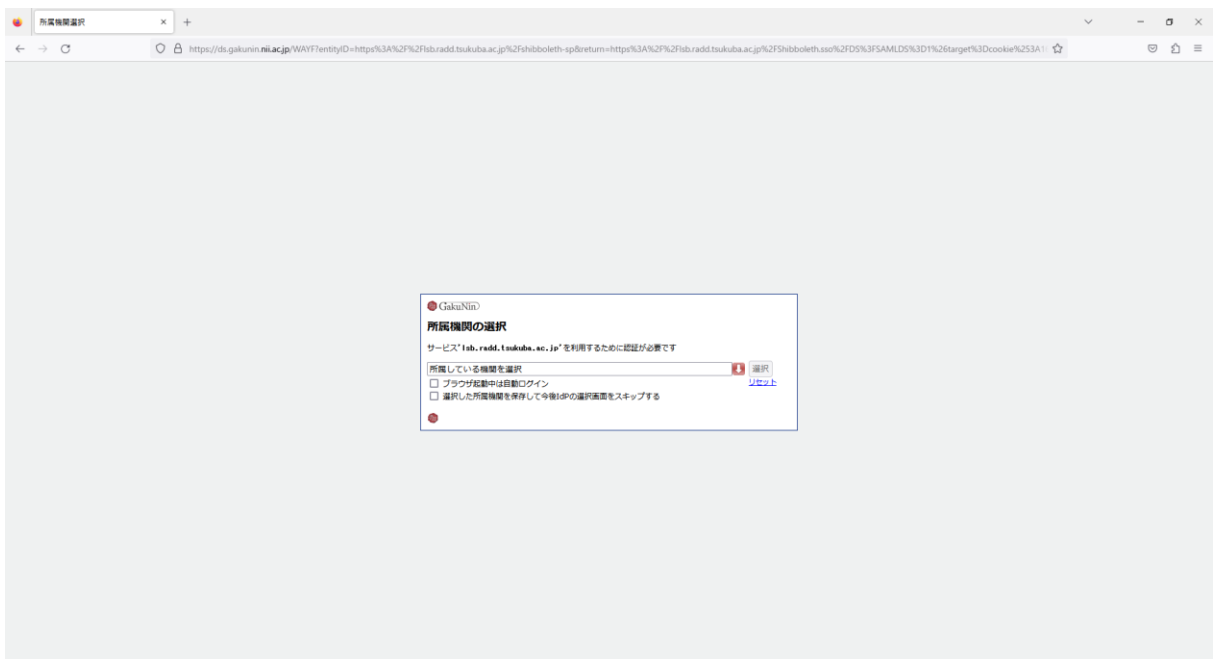 所属機関選択
https://ds.gakunin.nii.ac.jp/WAYF?entityID=https%3A%2F%2Flsb.radd.tsukuba.ac.jp%2Fshibboleth-sp&return=https%3A%2F%2Flsb.radd.tsukuba.ac.jp%2FShibboleth.sso%2FDS%3FSAMLDS%3D1%26target%3Dcookie%253A1
GakuNin
所属機関の選択
サービス'lsb.radd.tsukuba.ac.jp'を利用するために認証が必要です
所属している機関を選択 選択
ブラウザ起動中は自動ログイン リセット
選択した所属機関を保存して今後IdPの選択画面をスキップする